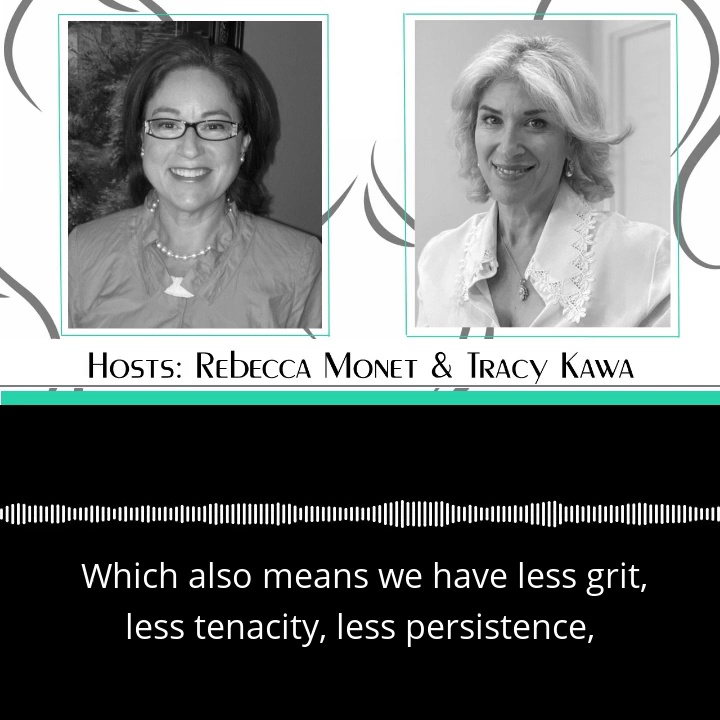 Hosts: Rebecca Monet & Tracy Kawa
Which also means we have less grit,
less tenacity, less persistence,